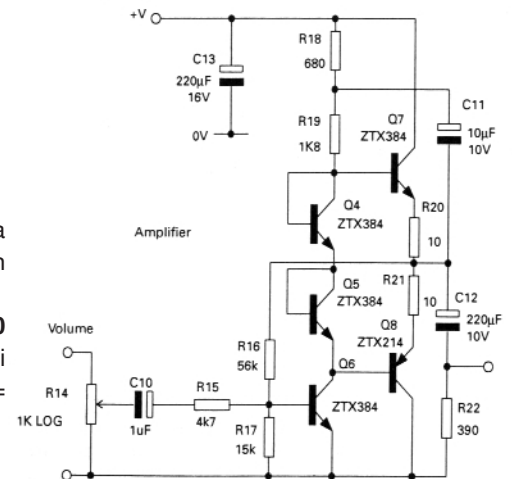 +V
C13
220µF
16V
0V
R18
680
R19
1K8
Q7
ZTX384
C11
10µF
10V
Q4
ZTX384
R20
10
Amplifier
Q5
ZTX384
R21
10
C12
220µF
10V
Q8
ZTX214
Volume
R14
1K LOG
C10
1uF
R15
4k7
R16
56k
R17
15k
Q6
ZTX384
R22
390
a
n
0
i
=